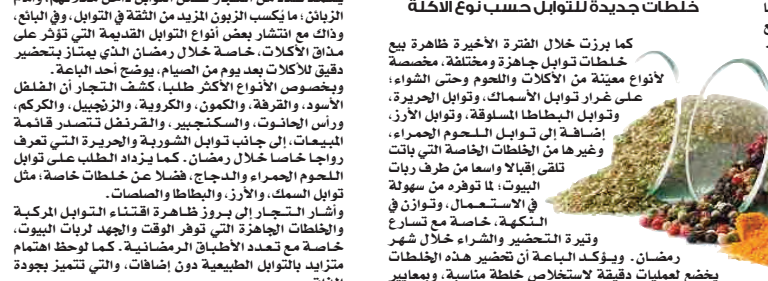 خلطات جديدة للتوابل حسب نوع الأكلة
كما برزت خلال الفترة الأخيرة ظاهرة بيع
خلطات توابل جاهزة ومختلفة، مخصصة
لأنواع معيّنة من الأكلات واللحوم وحتى الشواء؛
على غرار توابل الأسماك، وتوابل الحريرة،
وتوابل البطاطا المسلوقة، وتوابل الأرز،
إضافة إلى توابل اللحوم الحمراء،
وغيرها من الخلطات الخاصة التي باتت
تلقى إقبالا واسعا من طرف ربات
البيوت؛ لما توفره من سهولة
في الاستعمال، وتوازن في
النكهة، خاصة مع تسارع
وتيرة التحضير والشراء خلال شهر
رمضان. ويؤكد الباعة أن تحضير هذه الخلطات
يخضع لعمليات دقيقة لاستخلاص خلطة مناسبة، وبمعايير
الزبائن؛ ما يُكسب الزبون المزيد من الثقة في التوابل، وفي البائع،
وذلك مع انتشار بعض أنواع التوابل القديمة التي تؤثر على
مذاق الأكلات، خاصة خلال رمضان الذي يمتاز بتحضير
دقيق للأكلات بعد يوم من الصيام، يوضح أحد الباعة.
وبخصوص الأنواع الأكثر طلبا، كشف التجار أن الفلفل
الأسود، والقرفة، والكمون، والكروية، والزنجبيل، والكركم،
ورأس الحانوت، والسكنجبير، والقرنفل تتصدر قائمة
المبيعات، إلى جانب توابل الشوربة والحريرة التي تعرف
رواجا خاصا خلال رمضان. كما يزداد الطلب على توابل
اللحوم الحمراء والدجاج، فضلا عن خلطات خاصة؛ مثل
توابل السمك، والأرز، والبطاطا والصلصات.
وأشار التجار إلى بروز ظاهرة اقتناء التوابل المركبة
والخلطات الجاهزة التي توفر الوقت والجهد لربات البيوت،
خاصة مع تعدد الأطباق الرمضانية. كما لوحظ اهتمام
متزايد بالتوابل الطبيعية دون إضافات، والتي تتميز بجودة